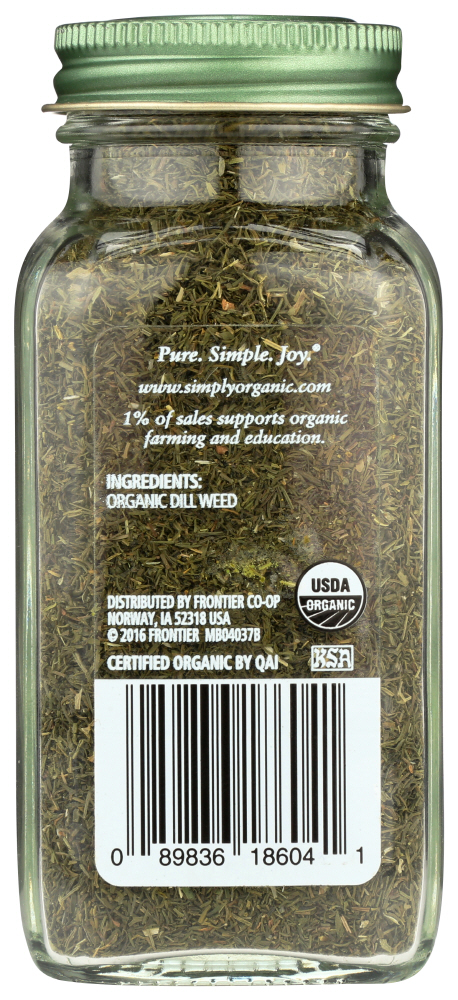 Pure. Simple. Joy.®
www.simplyorganic.com
1% of sales supports organic
farming and education.
INGREDIENTS:
ORGANIC DILL WEED
USDA
ORGANIC
DISTRIBUTED BY FRONTIER CO-OP
NORWAY, IA 52318 USA
© 2016 FRONTIER MB04037B
CERTIFIED ORGANIC BY QAI
KSA
0 89836 18604 1